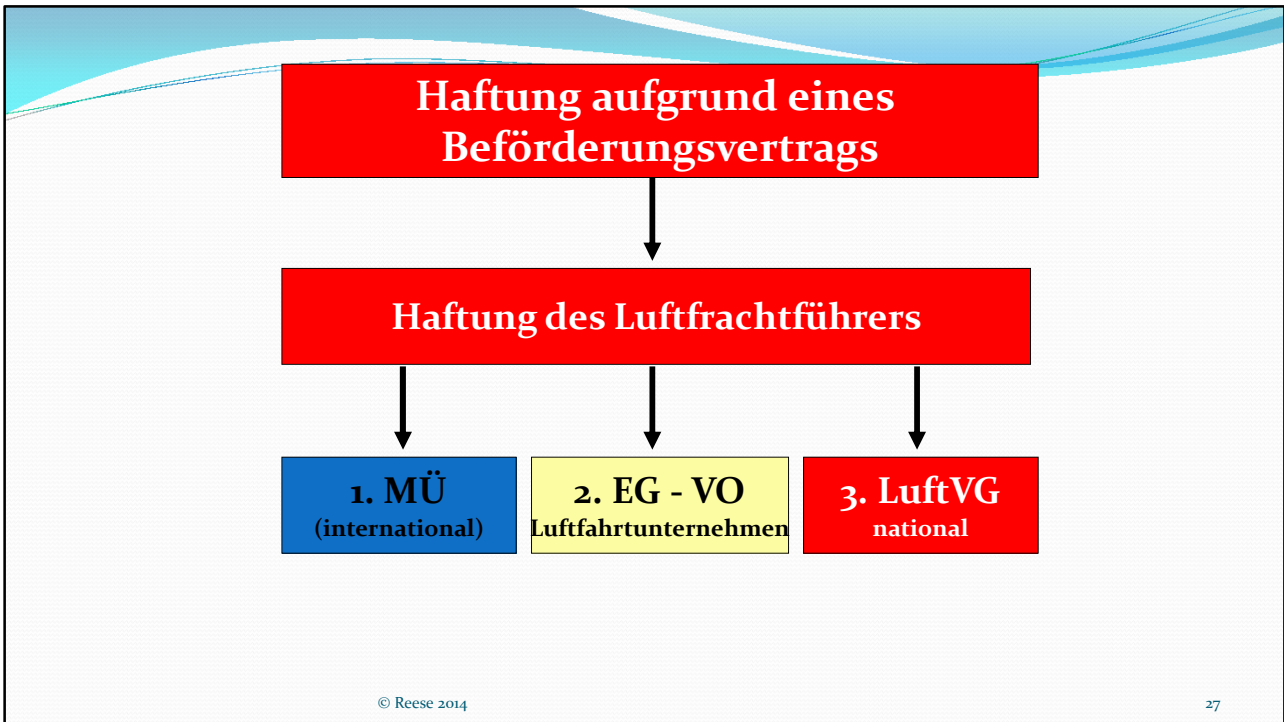 Haftung aufgrund eines
Beförderungsvertrags
Haftung des Luftfrachtführers
1. MÜ
(international)
2. EG - VO
Luftfahrtunternehmen
3. LuftVG
national
© Reese 2014
27